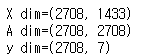 X dim=(2708, 1433)
A dim=(2708, 2708)
y dim=(2708, 7)